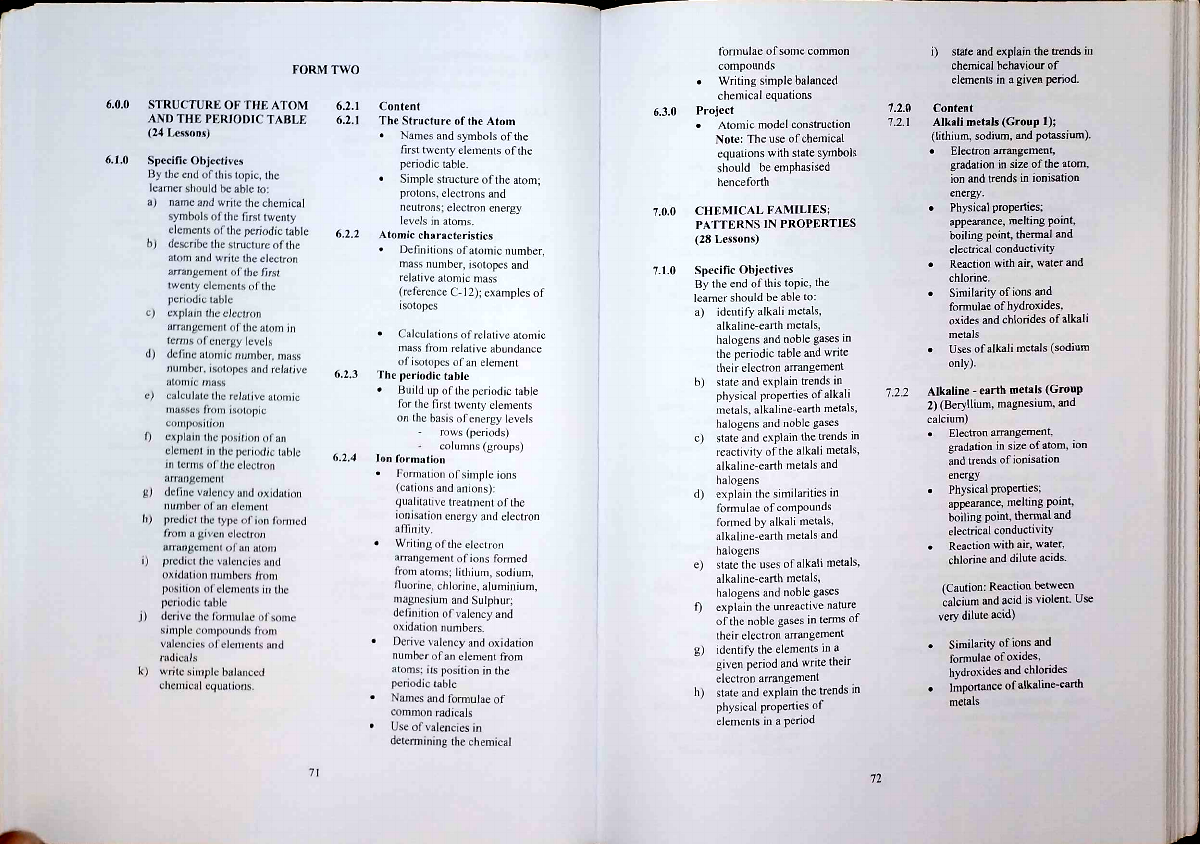 FORM TWO
6.0.0 STRUCTURE OF THE ATOM
AND THE PERIODIC TABLE
(24 Lessons)
6.1.0 Specific Objectives
By the end of this topic, the
learner should be able to:
a) name and write the chemical
symbols of the first twenty
elements of the periodic table
b) describe the structure of the
atom and write the electron
arrangement of the first
twenty elements of the
periodic table
c) explain the electron
arrangement of the atom in
terms of energy levels
d) define atomic number, mass
number, isotopes and relative
atomic mass
e) calculate the relative atomic
masses from isotopic
composition
f) explain the position of an
element in the periodic table
in terms of the electron
arrangement
g) define valency and oxidation
number of an element
h) predict the type of ion formed
from a given electron
arrangement of an atom
i) predict the valencies and
oxidation numbers from
position of elements in the
periodic table
j) derive the formulae of some
simple compounds from
valencies of elements and
radicals
k) write simple balanced
chemical equations.
6.2.1 Content
6.2.1 The Structure of the Atom
• Names and symbols of the
first twenty elements of the
periodic table.
• Simple structure of the atom;
protons, electrons and
neutrons; electron energy
levels in atoms.
6.2.2 Atomic characteristics
• Definitions of atomic number,
mass number, isotopes and
relative atomic mass
(reference C-12); examples of
isotopes
• Calculations of relative atomic
mass from relative abundance
of isotopes of an element
6.2.3 The periodic table
• Build up of the periodic table
for the first twenty elements
on the basis of energy levels
- rows (periods)
- columns (groups)
6.2.4 Ion formation
• Formation of simple ions
(cations and anions):
qualitative treatment of the
ionisation energy and electron
affinity.
• Writing of the electron
arrangement of ions formed
from atoms; lithium, sodium,
fluorine, chlorine, aluminium,
magnesium and Sulphur;
definition of valency and
oxidation numbers.
• Derive valency and oxidation
number of an element from
atoms; its position in the
periodic table
• Names and formulae of
common radicals
• Use of valencies in
determining the chemical
71
formulae of some common
compounds
• Writing simple balanced
chemical equations
6.3.0 Project
• Atomic model construction
Note: The use of chemical
equations with state symbols
should be emphasised
henceforth
7.0.0 CHEMICAL FAMILIES;
PATTERNS IN PROPERTIES
(28 Lessons)
7.1.0 Specific Objectives
By the end of this topic, the
learner should be able to:
a) identify alkali metals,
alkaline-earth metals,
halogens and noble gases in
the periodic table and write
their electron arrangement
b) state and explain trends in
physical properties of alkali
metals, alkaline-earth metals,
halogens and noble gases
c) state and explain the trends in
reactivity of the alkali metals,
alkaline-earth metals and
halogens
d) explain the similarities in
formulae of compounds
formed by alkali metals,
alkaline-earth metals and
halogens
e) state the uses of alkali metals,
alkaline-earth metals,
halogens and noble gases
f) explain the unreactive nature
of the noble gases in terms of
their electron arrangement
g) identify the elements in a
given period and write their
electron arrangement
h) state and explain the trends in
physical properties of
elements in a period
i) state and explain the trends in
chemical behaviour of
elements in a given period.
7.2.0 Content
7.2.1 Alkali metals (Group 1);
(lithium, sodium, and potassium).
• Electron arrangement,
gradation in size of the atom,
ion and trends in ionisation
energy.
• Physical properties;
appearance, melting point,
boiling point, thermal and
electrical conductivity
• Reaction with air, water and
chlorine.
• Similarity of ions and
formulae of hydroxides,
oxides and chlorides of alkali
metals
• Uses of alkali metals (sodium
only).
7.2.2 Alkaline - earth metals (Group
2) (Beryllium, magnesium, and
calcium)
• Electron arrangement,
gradation in size of atom, ion
and trends of ionisation
energy
• Physical properties;
appearance, melting point,
boiling point, thermal and
electrical conductivity
• Reaction with air, water,
chlorine and dilute acids.
(Caution: Reaction between
calcium and acid is violent. Use
very dilute acid)
• Similarity of ions and
formulae of oxides,
hydroxides and chlorides
• Importance of alkaline-earth
metals
72